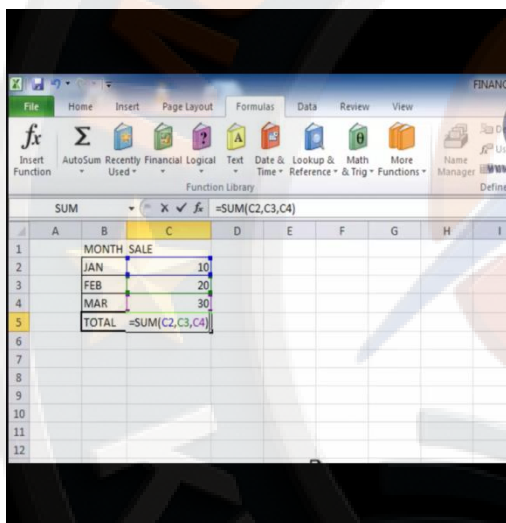 FINANC
File Home Insert Page Layout Formulas Data Review View
fx Insert Function
Σ AutoSum
Recently Used
Financial
Logical
Text
Date & Time
Lookup & Reference
Math & Trig
More Functions
Name Manager
Function Library
Define
SUM fx =SUM(C2,C3,C4)
A B C D E F G H I
1 MONTH SALE
2 JAN 10
3 FEB 20
4 MAR 30
5 TOTAL =SUM(C2,C3,C4)
6
7
8
9
10
11
12